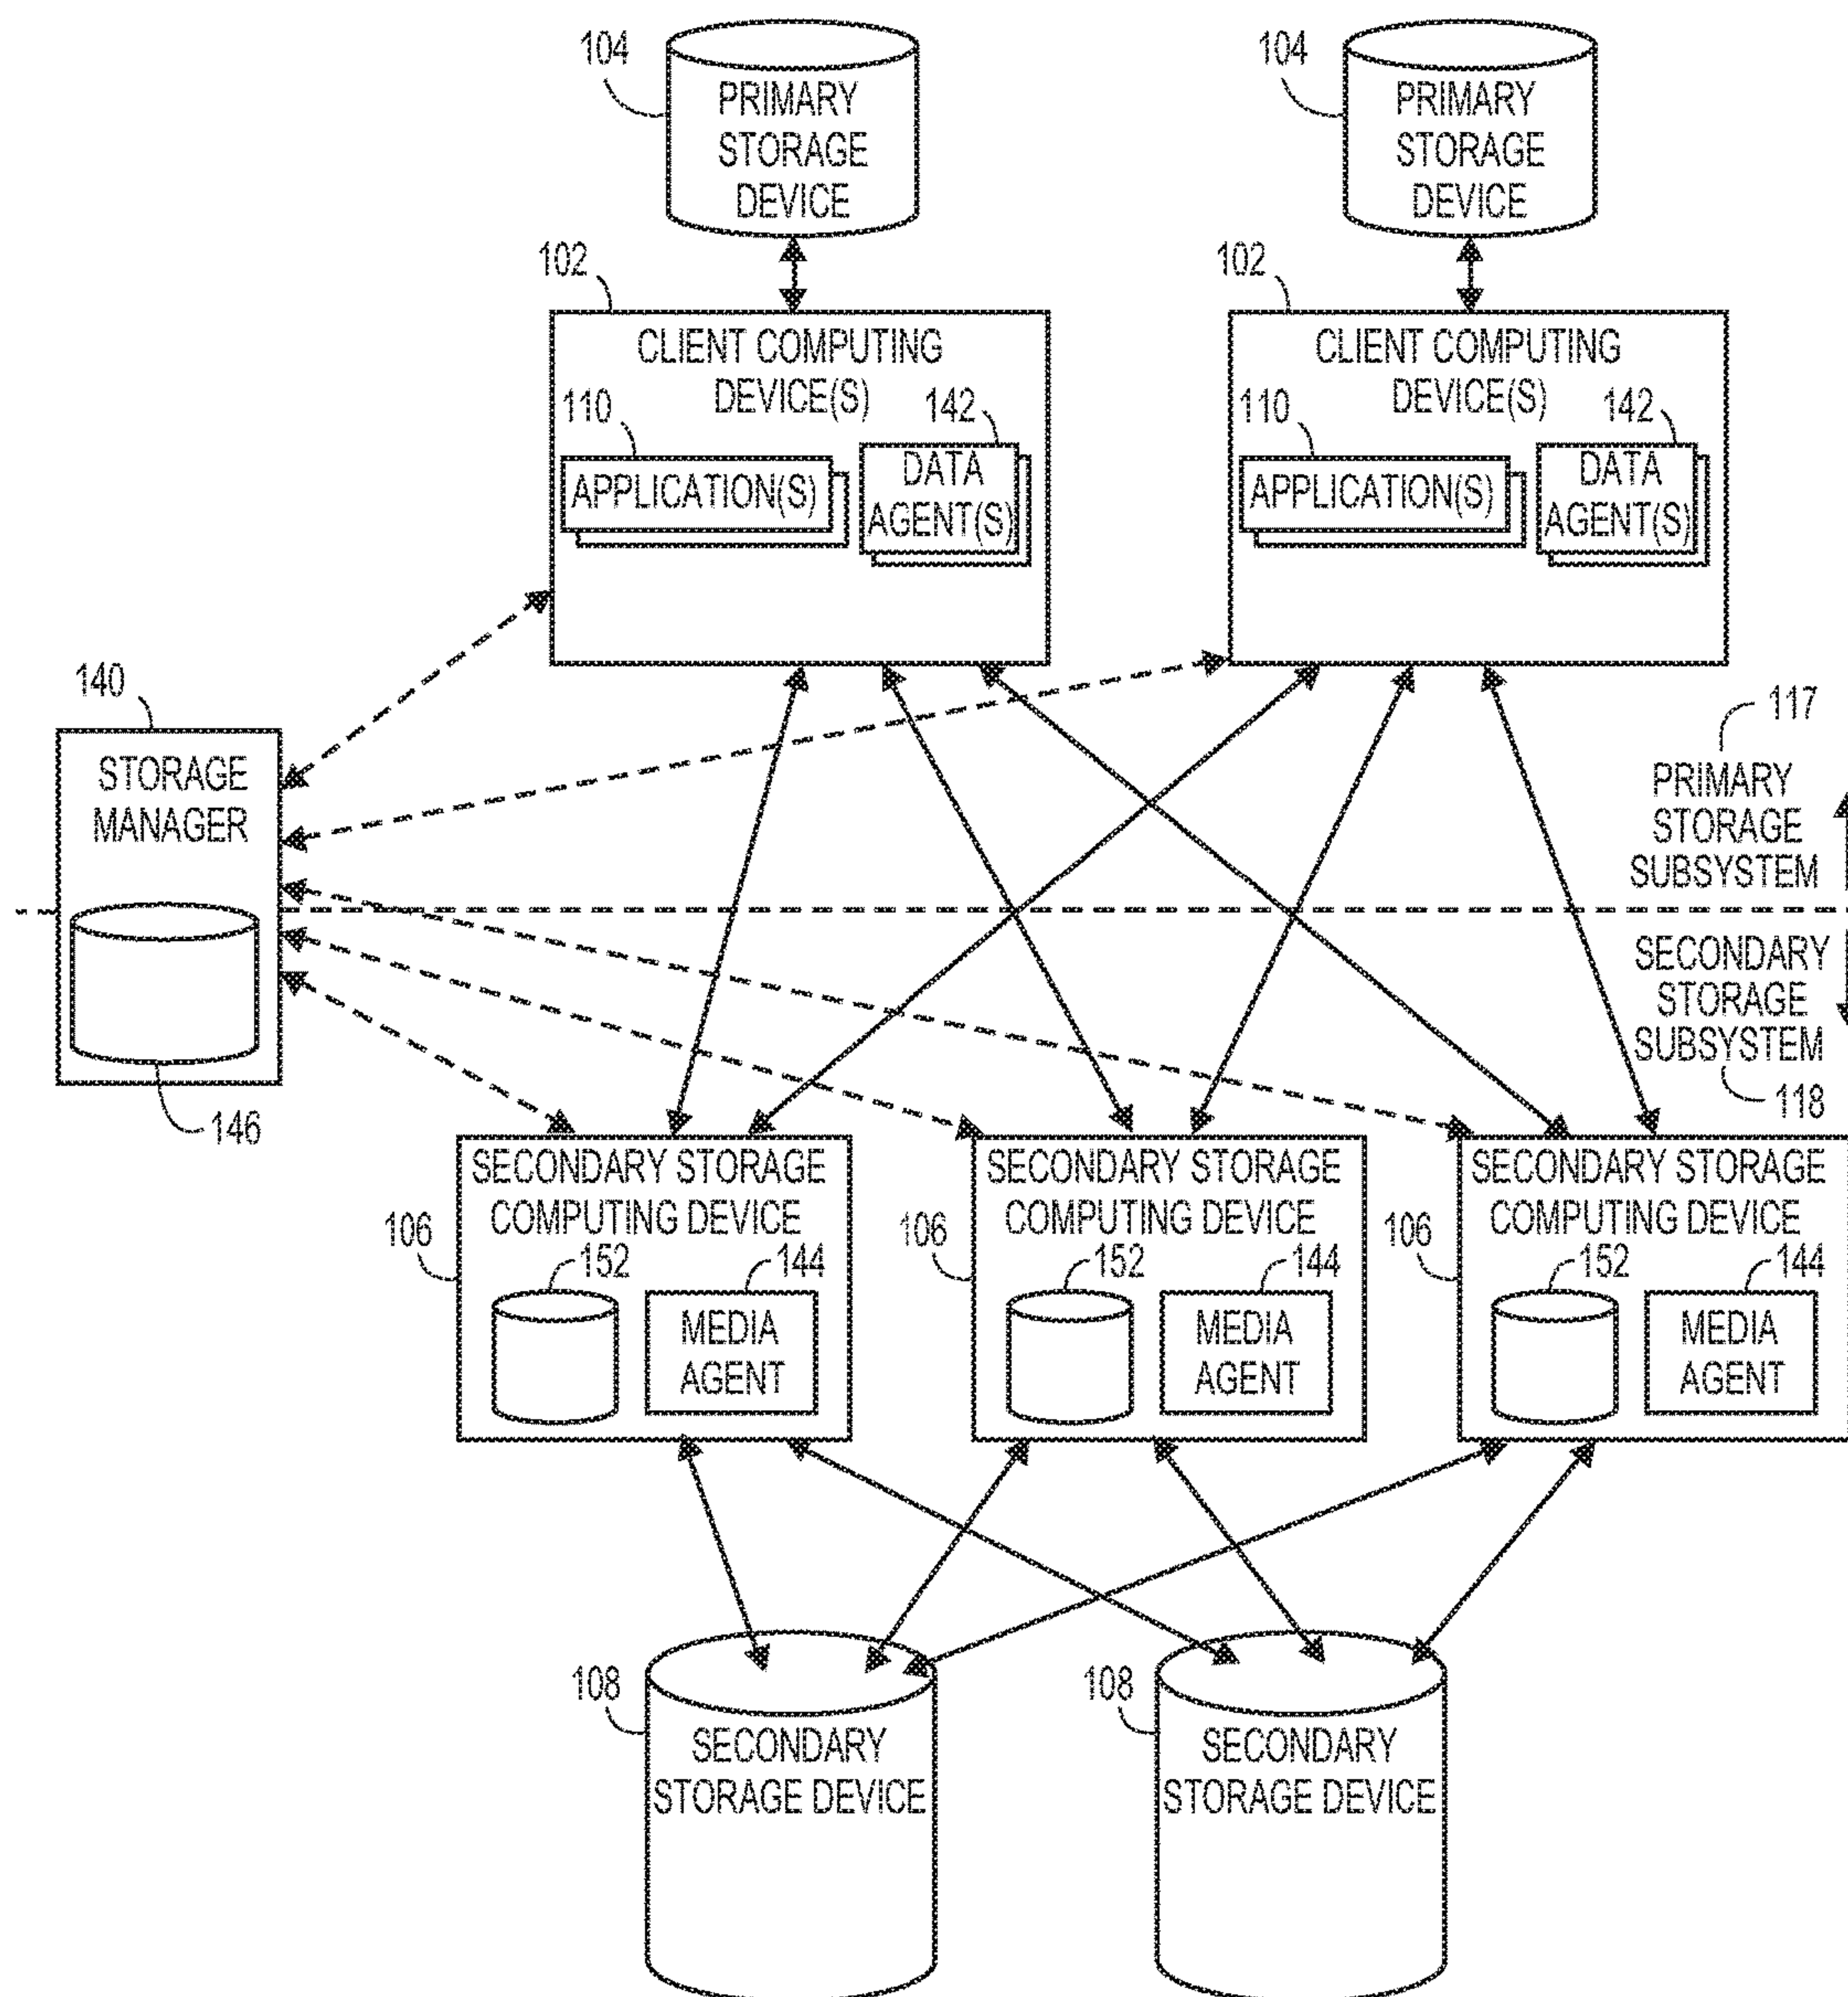 104
PRIMARY
STORAGE
DEVICE
104
PRIMARY
STORAGE
DEVICE
102
CLIENT COMPUTING
DEVICE(S)
110
142
APPLICATION(S)
DATA
AGENT(S)
102
CLIENT COMPUTING
DEVICE(S)
110
142
APPLICATION(S)
DATA
AGENT(S)
140
STORAGE
MANAGER
146
117
PRIMARY
STORAGE
SUBSYSTEM
SECONDARY
STORAGE
SUBSYSTEM
118
SECONDARY STORAGE
COMPUTING DEVICE
106
152
144
MEDIA
AGENT
SECONDARY STORAGE
COMPUTING DEVICE
106
152
144
MEDIA
AGENT
SECONDARY STORAGE
COMPUTING DEVICE
106
152
144
MEDIA
AGENT
108
SECONDARY
STORAGE DEVICE
108
SECONDARY
STORAGE DEVICE